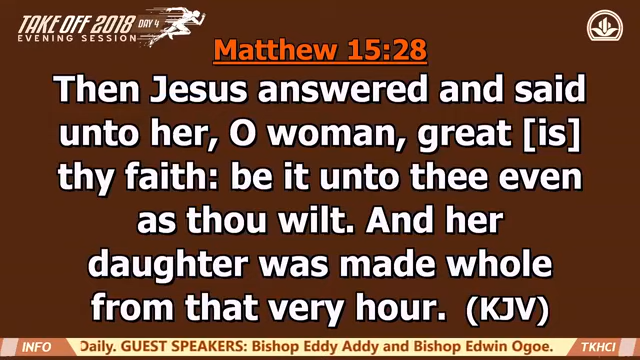 TAKE OFF 2018 DAY 4
EVENING SESSION
Matthew 15:28
Then Jesus answered and said
unto her, O woman, great [is]
thy faith: be it unto thee even
as thou wilt. And her
daughter was made whole
from that very hour. (KJV)
INFO Daily. GUEST SPEAKERS: Bishop Eddy Addy and Bishop Edwin Ogoe. TKHCI